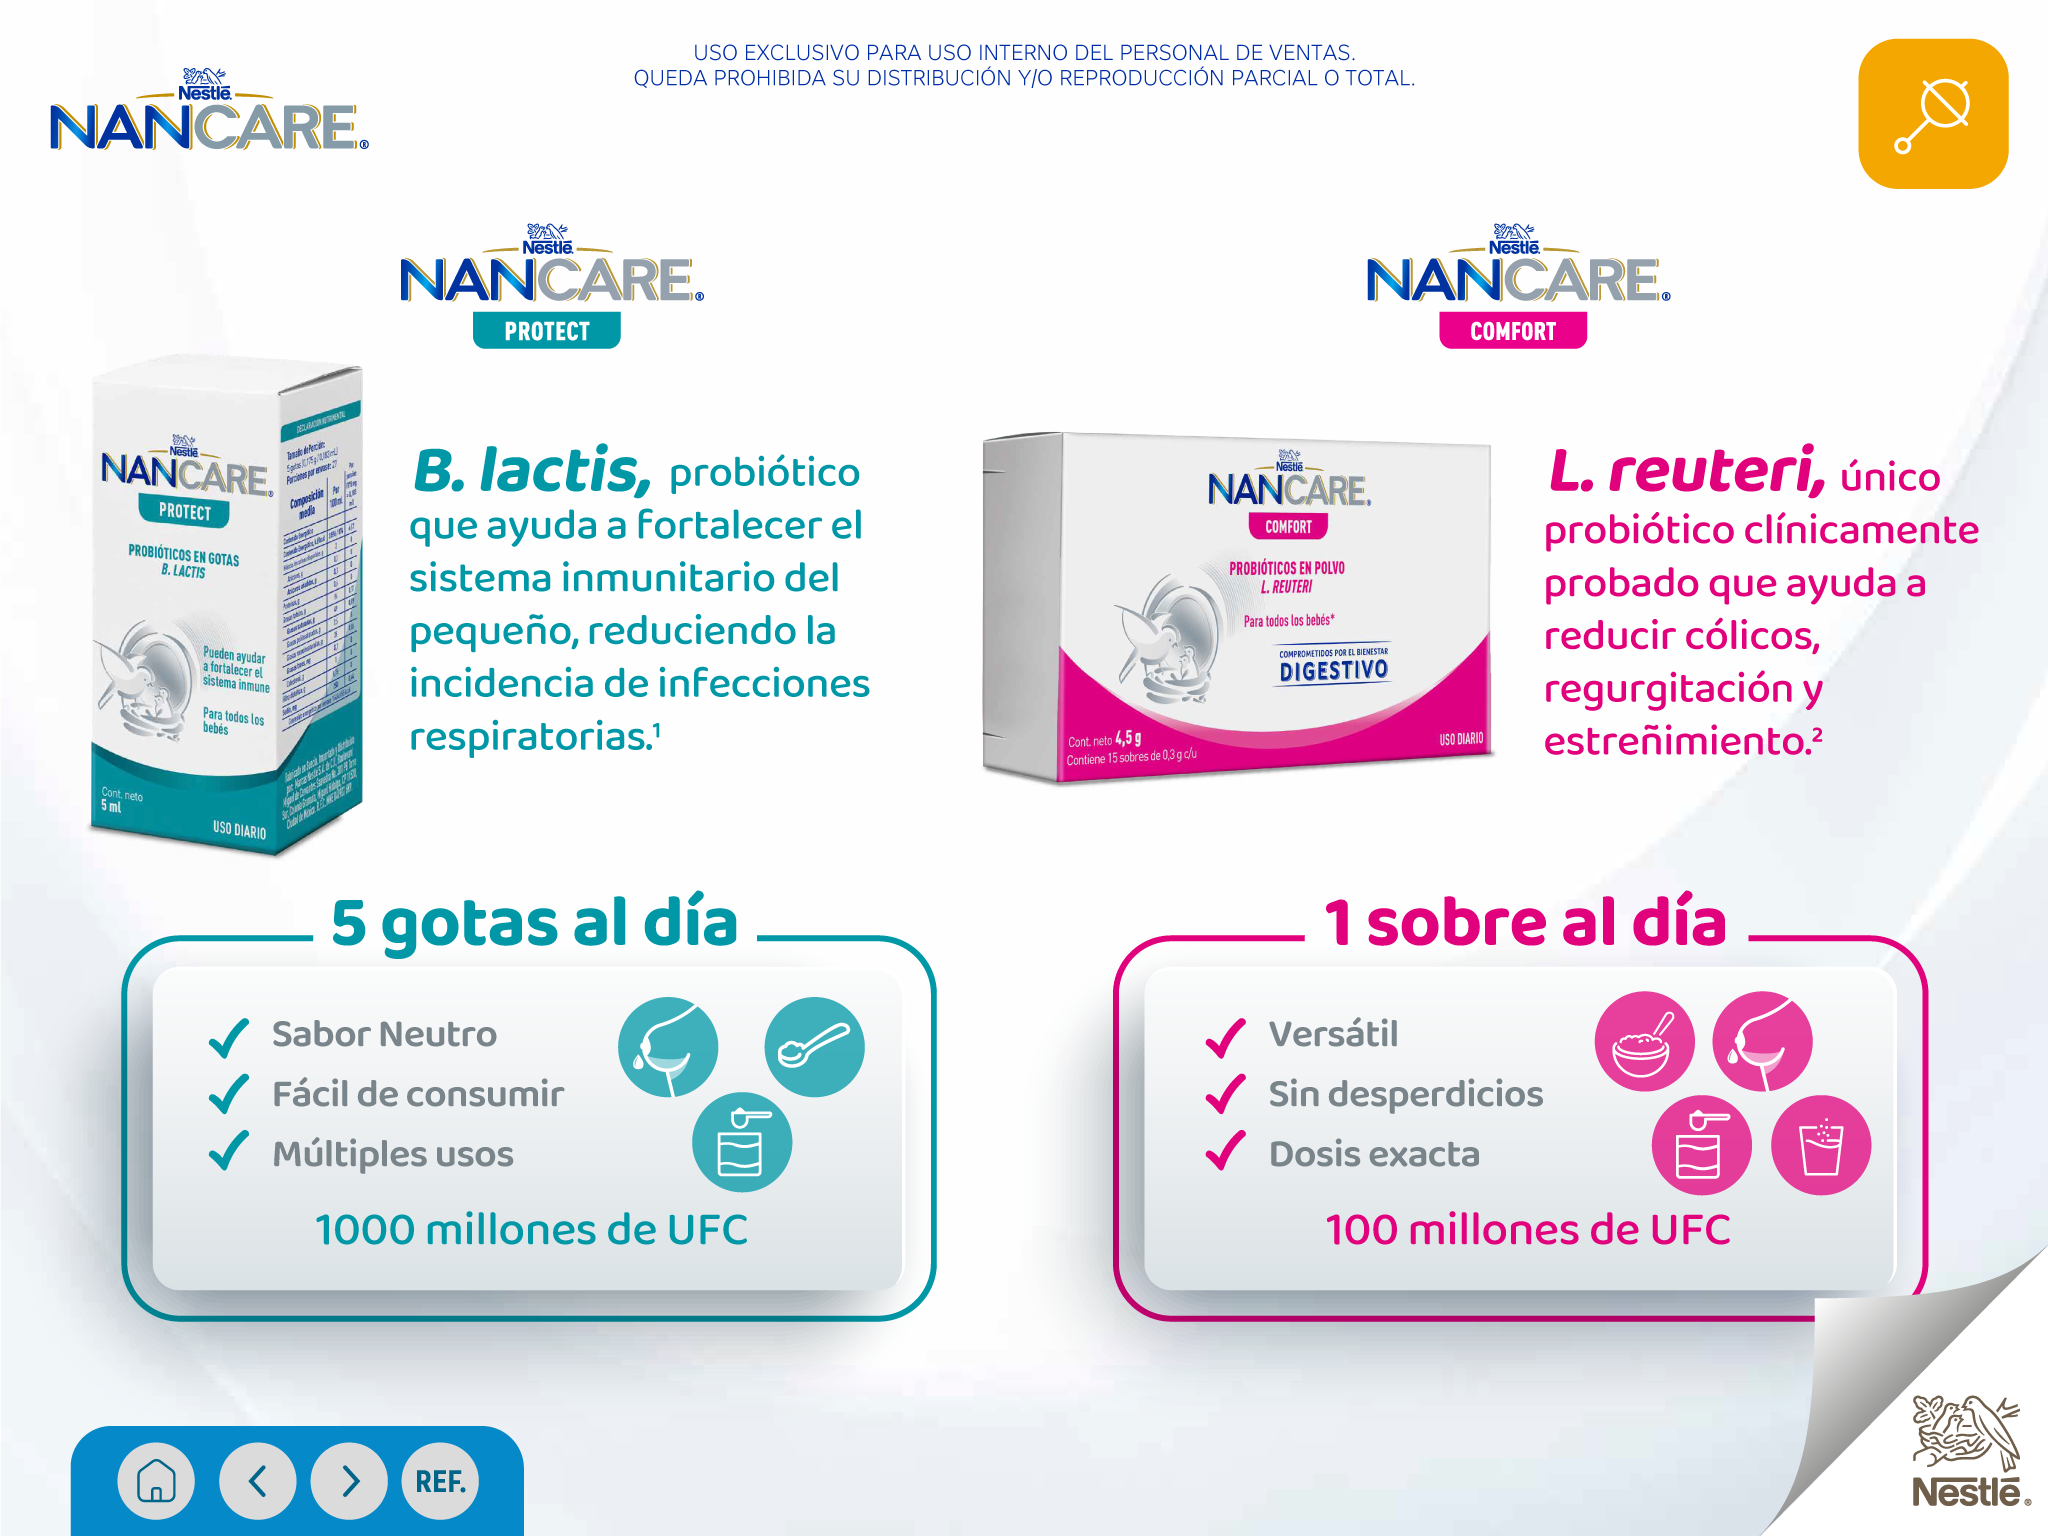 USO EXCLUSIVO PARA USO INTERNO DEL PERSONAL DE VENTAS.
QUEDA PROHIBIDA SU DISTRIBUCIÓN Y/O REPRODUCCIÓN PARCIAL O TOTAL.
Nestlé
NANCARE®
Nestlé
NANCARE®
PROTECT
Nestlé
NANCARE®
PROTECT
PROBIÓTICOS EN GOTAS
B. LACTIS
Pueden ayudar
a fortalecer el
sistema inmune
Para todos los
bebés
Cont. neto
5 ml
USO DIARIO
DECLARACIÓN NUTRIMENTAL
Composición
media
B. lactis, probiótico
que ayuda a fortalecer el
sistema inmunitario del
pequeño, reduciendo la
incidencia de infecciones
respiratorias.¹
5 gotas al día
Sabor Neutro
Fácil de consumir
Múltiples usos
1000 millones de UFC
Nestlé
NANCARE®
COMFORT
Nestlé
NANCARE®
COMFORT
PROBIÓTICOS EN POLVO
L. REUTERI
Para todos los bebés*
COMPROMETIDOS POR EL BIENESTAR
DIGESTIVO
Cont. neto 4,5 g
Contiene 15 sobres de 0,3 g c/u
USO DIARIO
L. reuteri, único
probiótico clínicamente
probado que ayuda a
reducir cólicos,
regurgitación y
estreñimiento.²
1 sobre al día
Versátil
Sin desperdicios
Dosis exacta
100 millones de UFC
REF.
Nestlé®